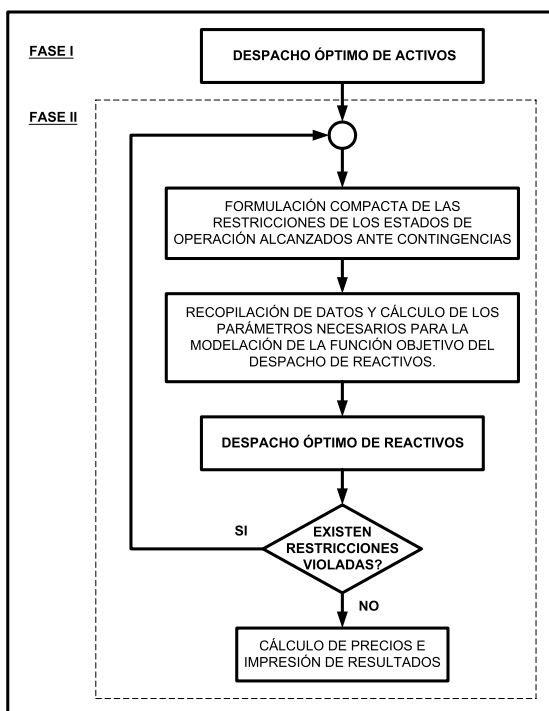 FASE I
DESPACHO ÓPTIMO DE ACTIVOS
FASE II
FORMULACIÓN COMPACTA DE LAS
RESTRICCIONES DE LOS ESTADOS DE
OPERACIÓN ALCANZADOS ANTE CONTINGENCIAS
RECOPILACIÓN DE DATOS Y CÁLCULO DE LOS
PARÁMETROS NECESARIOS PARA LA
MODELACIÓN DE LA FUNCIÓN OBJETIVO DEL
DESPACHO DE REACTIVOS.
DESPACHO ÓPTIMO DE REACTIVOS
SI
EXISTEN
RESTRICCIONES
VIOLADAS?
NO
CÁLCULO DE PRECIOS E
IMPRESIÓN DE RESULTADOS